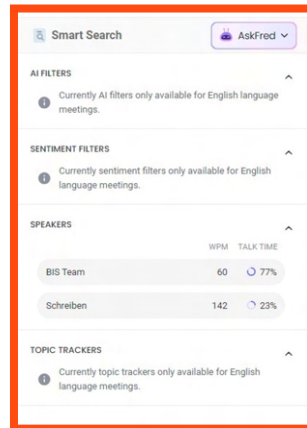 Smart Search
AskFred
AI FILTERS
Currently AI filters only available for English language
meetings.
SENTIMENT FILTERS
Currently sentiment filters only available for English
language meetings.
SPEAKERS
WPM TALK TIME
BIS Team 60 77%
Schreiben 142 23%
TOPIC TRACKERS
Currently topic trackers only available for English
language meetings.